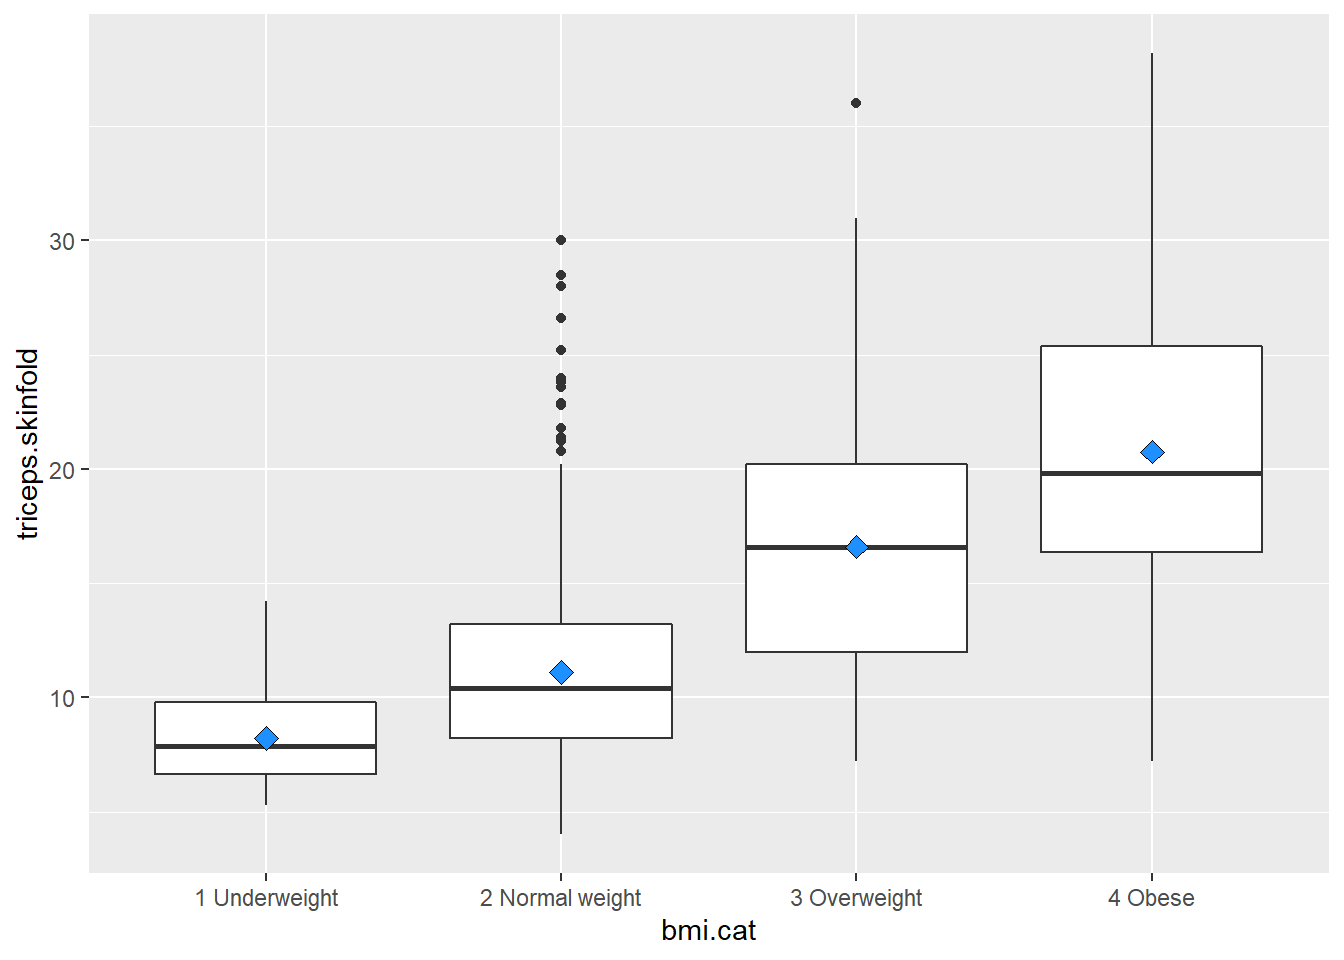 triceps.skinfold
30
20
10
1 Underweight
2 Normal weight
3 Overweight
4 Obese
bmi.cat